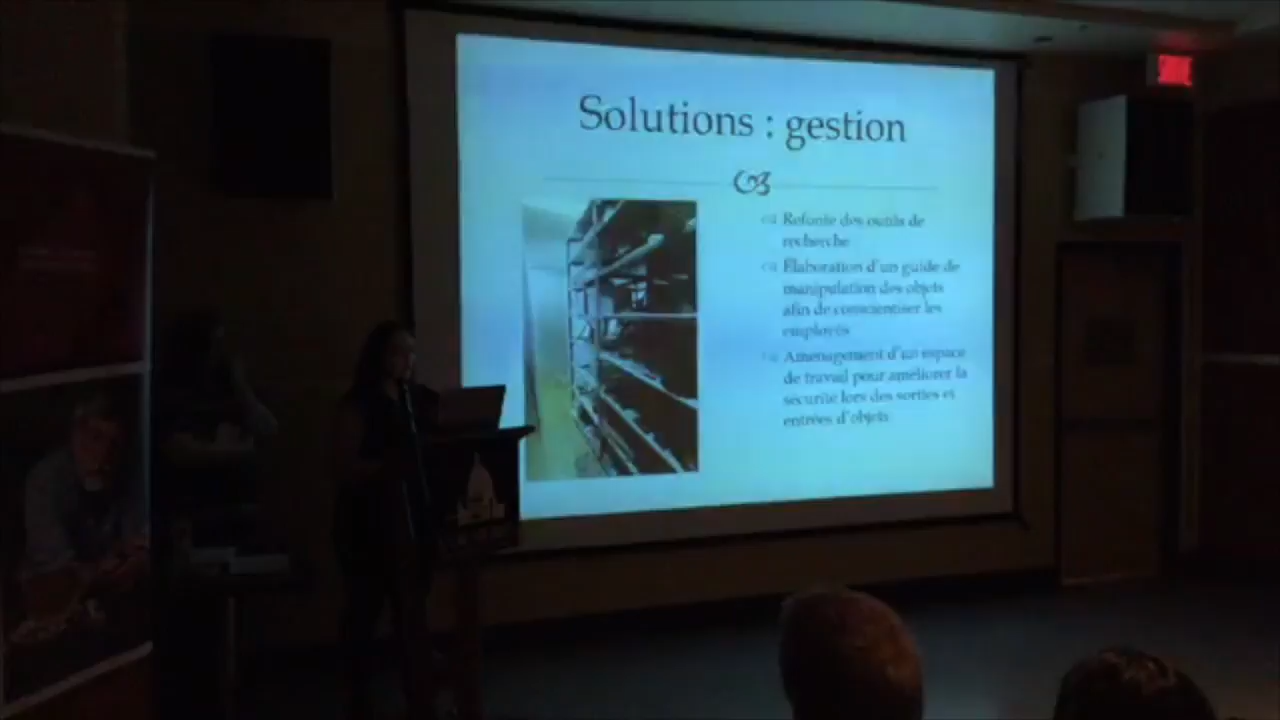 Solutions : gestion
Refonte des outils de
recherche
Élaboration d'un guide de
manipulation des objets
afin de conscientiser les
employés
Aménagement d'un espace
de travail pour améliorer la
sécurité lors des sorties et
entrées d'objets